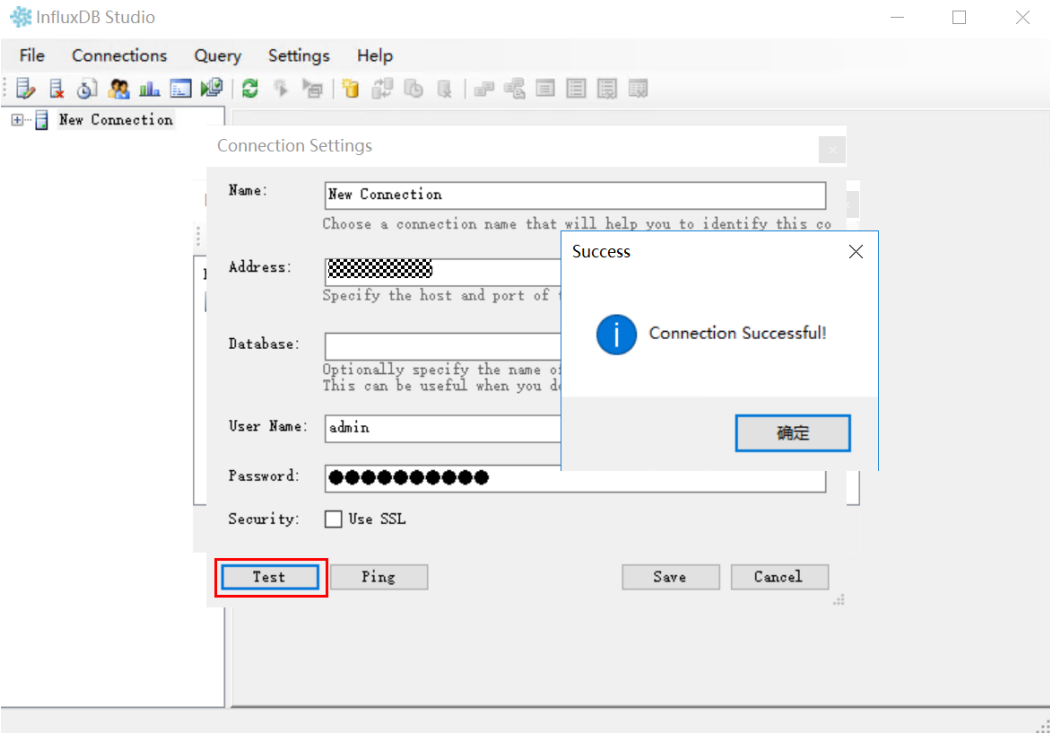 InfluxDB Studio
File Connections Query Settings Help
New Connection
Connection Settings
Name:
New Connection
Choose a connection name that will help you to identify this co
Success
Address:
Specify the host and port of
Connection Successful!
Database:
Optionally specify the name
This can be useful when you
确定
User Name:
admin
Password:
Security:
Use SSL
Test
Ping
Save
Cancel